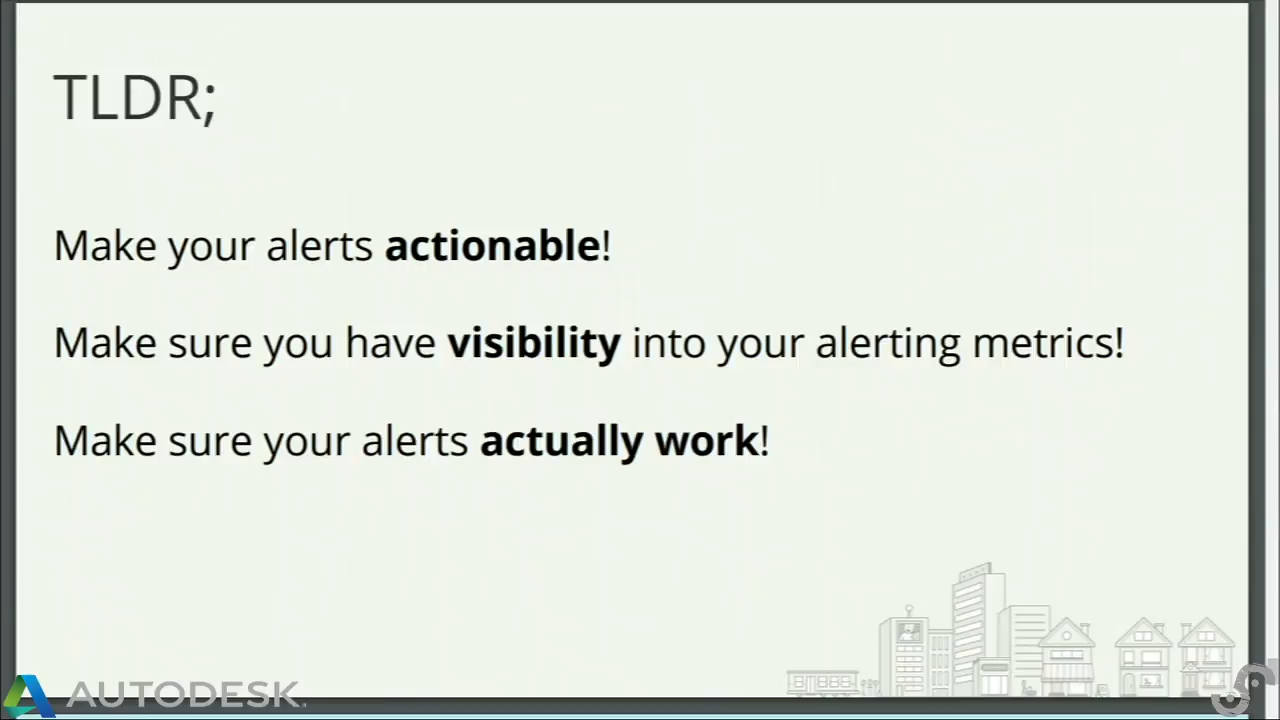 TLDR;
Make your alerts actionable!
Make sure you have visibility into your alerting metrics!
Make sure your alerts actually work!
AUTODESK.